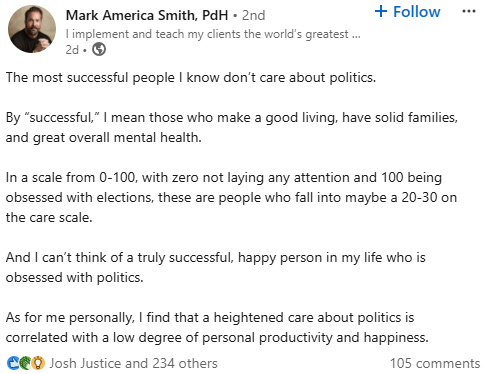 Mark America Smith, PdH • 2nd
+ Follow ...
I implement and teach my clients the world's greatest ...
2d •
The most successful people I know don't care about politics.
By “successful,” I mean those who make a good living, have solid families,
and great overall mental health.
In a scale from 0-100, with zero not laying any attention and 100 being
obsessed with elections, these are people who fall into maybe a 20-30 on
the care scale.
And I can't think of a truly successful, happy person in my life who is
obsessed with politics.
As for me personally, I find that a heightened care about politics is
correlated with a low degree of personal productivity and happiness.
Josh Justice and 234 others
105 comments